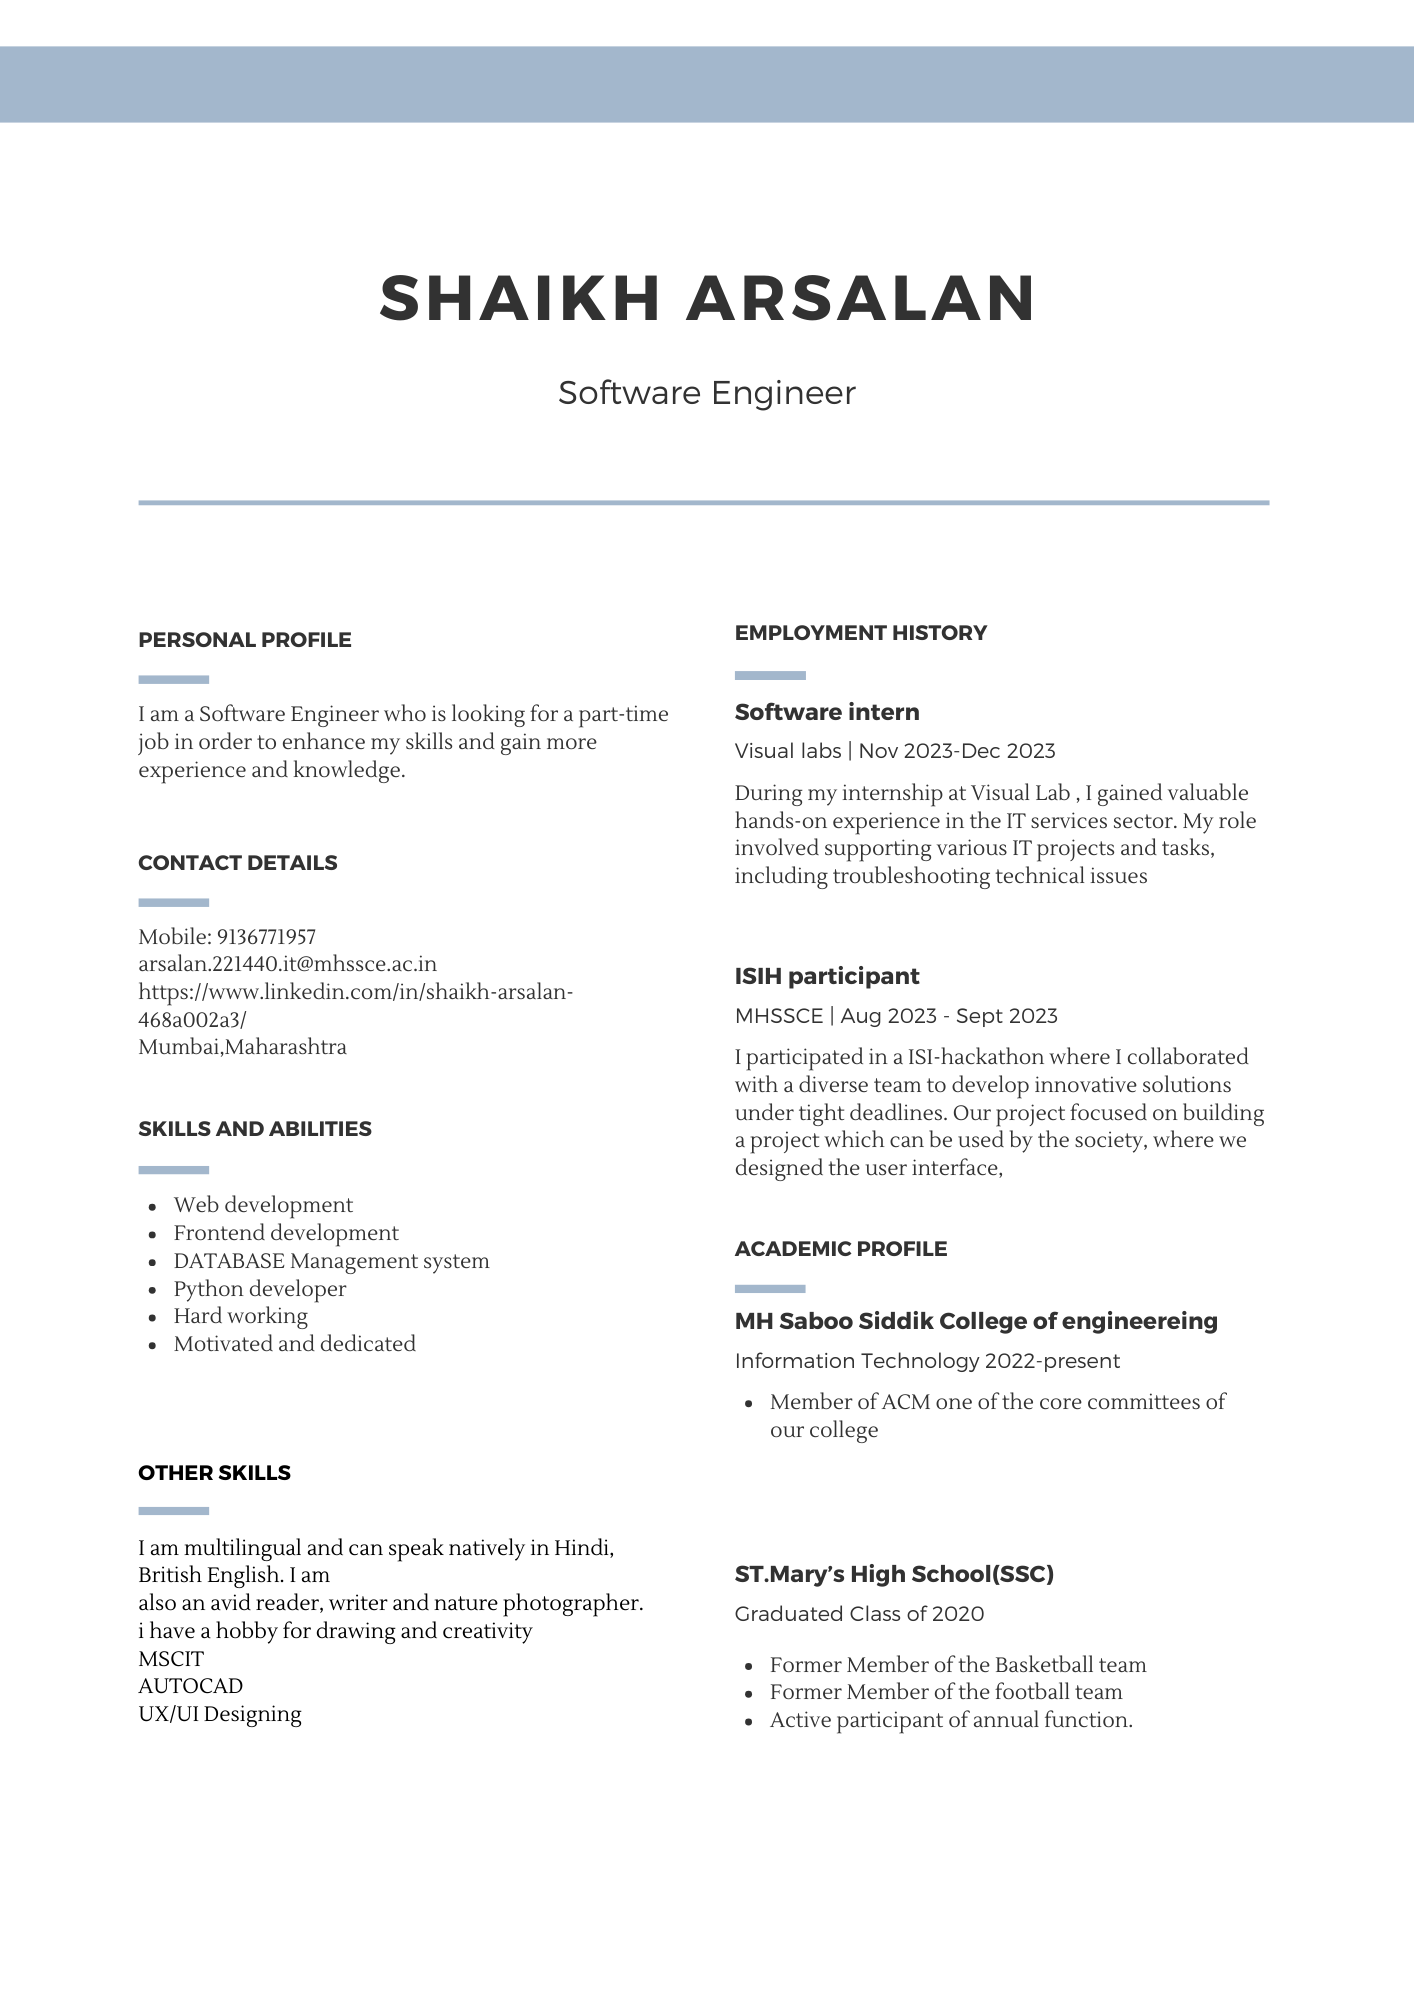 SHAIKH ARSALAN
Software Engineer
PERSONAL PROFILE
I am a Software Engineer who is looking for a part-time
job in order to enhance my skills and gain more
experience and knowledge.
CONTACT DETAILS
Mobile: 9136771957
arsalan.221440.it@mhssce.ac.in
https://www.linkedin.com/in/shaikh-arsalan-
468a002a3/
Mumbai,Maharashtra
SKILLS AND ABILITIES
• Web development
• Frontend development
• DATABASE Management system
• Python developer
• Hard working
• Motivated and dedicated
OTHER SKILLS
I am multilingual and can speak natively in Hindi,
British English. I am
also an avid reader, writer and nature photographer.
i have a hobby for drawing and creativity
MSCIT
AUTOCAD
UX/UI Designing
EMPLOYMENT HISTORY
Software intern
Visual labs | Nov 2023-Dec 2023
During my internship at Visual Lab , I gained valuable
hands-on experience in the IT services sector. My role
involved supporting various IT projects and tasks,
including troubleshooting technical issues
ISIH participant
MHSSCE | Aug 2023 - Sept 2023
I participated in a ISI-hackathon where I collaborated
with a diverse team to develop innovative solutions
under tight deadlines. Our project focused on building
a project which can be used by the society, where we
designed the user interface,
ACADEMIC PROFILE
MH Saboo Siddik College of engineereing
Information Technology 2022-present
• Member of ACM one of the core committees of
our college
ST.Mary’s High School(SSC)
Graduated Class of 2020
• Former Member of the Basketball team
• Former Member of the football team
• Active participant of annual function.